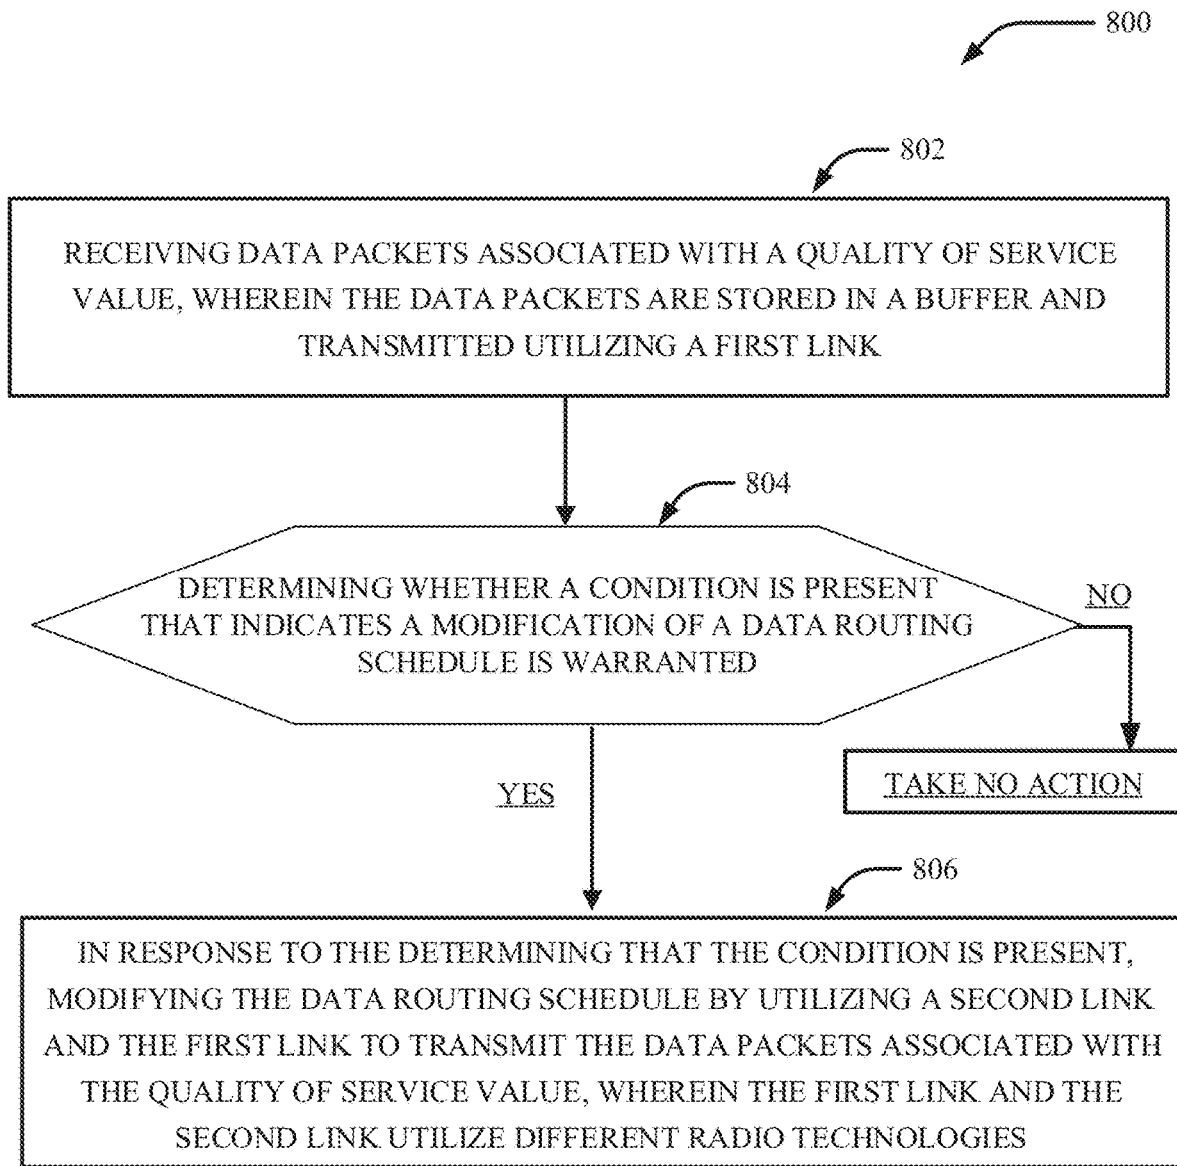 800
802
RECEIVING DATA PACKETS ASSOCIATED WITH A QUALITY OF SERVICE
VALUE, WHEREIN THE DATA PACKETS ARE STORED IN A BUFFER AND
TRANSMITTED UTILIZING A FIRST LINK
804
DETERMINING WHETHER A CONDITION IS PRESENT
THAT INDICATES A MODIFICATION OF A DATA ROUTING
SCHEDULE IS WARRANTED
NO
TAKE NO ACTION
YES
806
IN RESPONSE TO THE DETERMINING THAT THE CONDITION IS PRESENT,
MODIFYING THE DATA ROUTING SCHEDULE BY UTILIZING A SECOND LINK
AND THE FIRST LINK TO TRANSMIT THE DATA PACKETS ASSOCIATED WITH
THE QUALITY OF SERVICE VALUE, WHEREIN THE FIRST LINK AND THE
SECOND LINK UTILIZE DIFFERENT RADIO TECHNOLOGIES